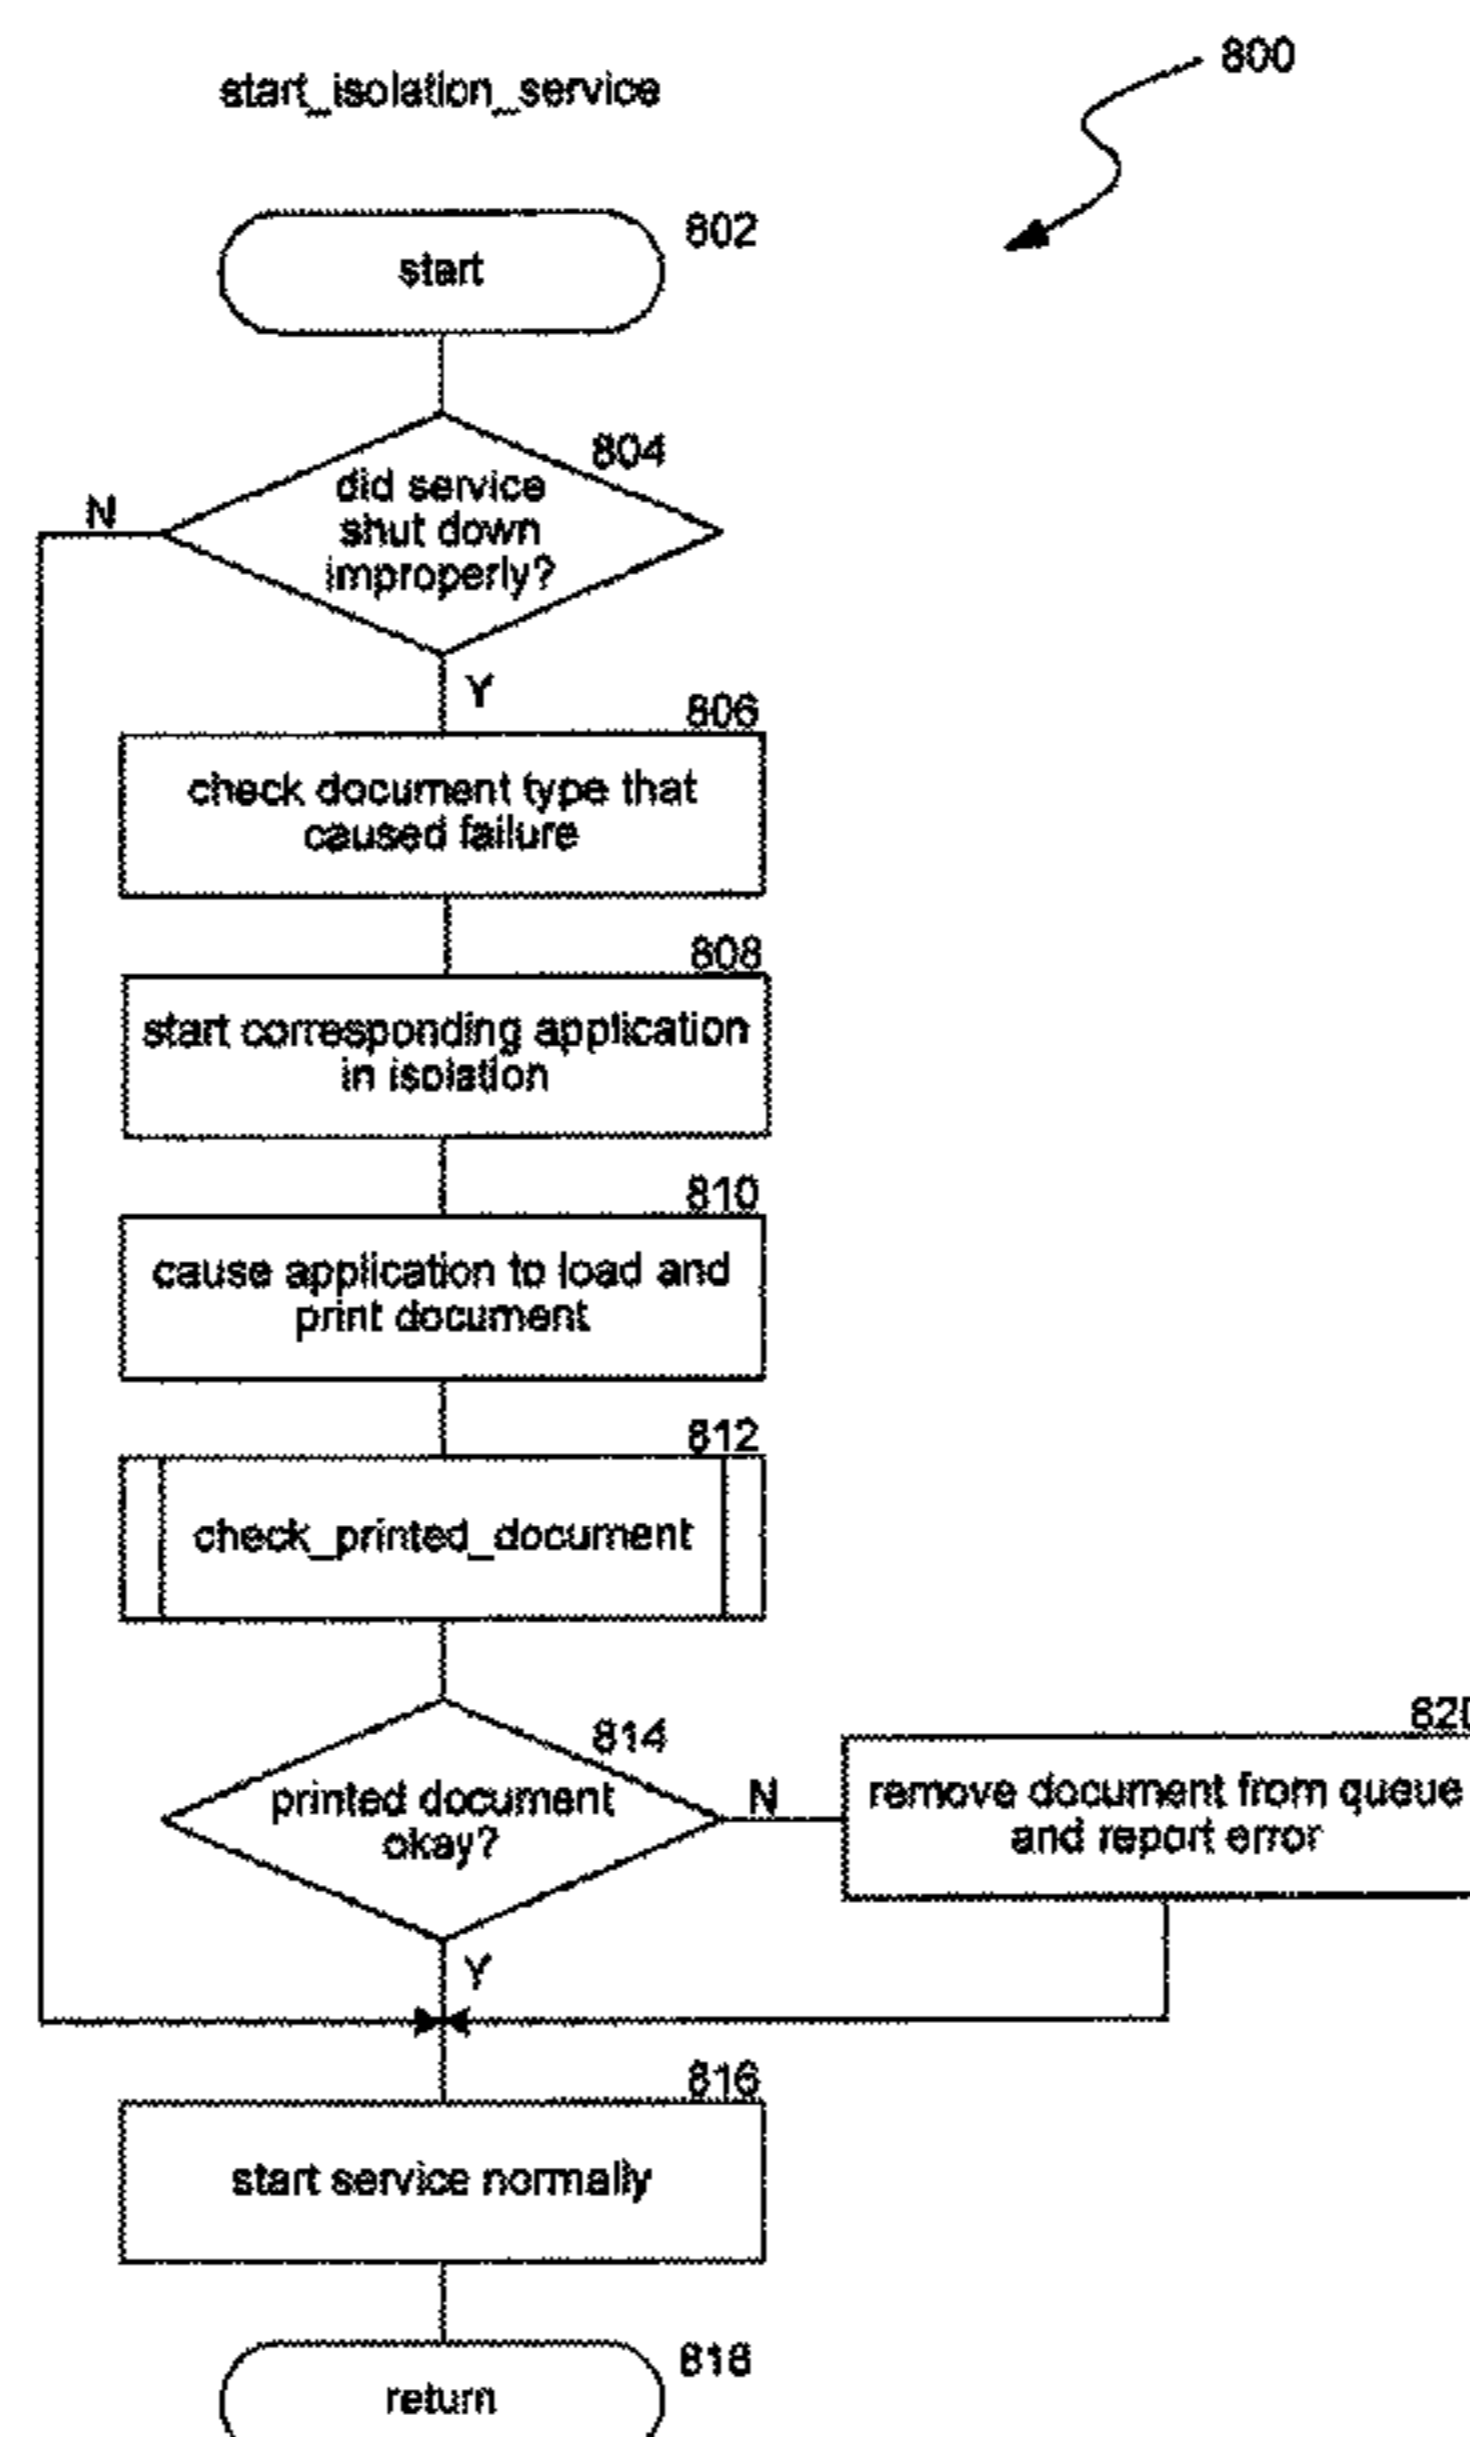 800
start_isolation_service
802
start
804
did service
shut down
improperly?
N
Y
806
check document type that
caused failure
808
start corresponding application
in isolation
810
cause application to load and
print document
812
check_printed_document
814
printed document
okay?
N
820
remove document from queue
and report error
Y
816
start service normally
818
return